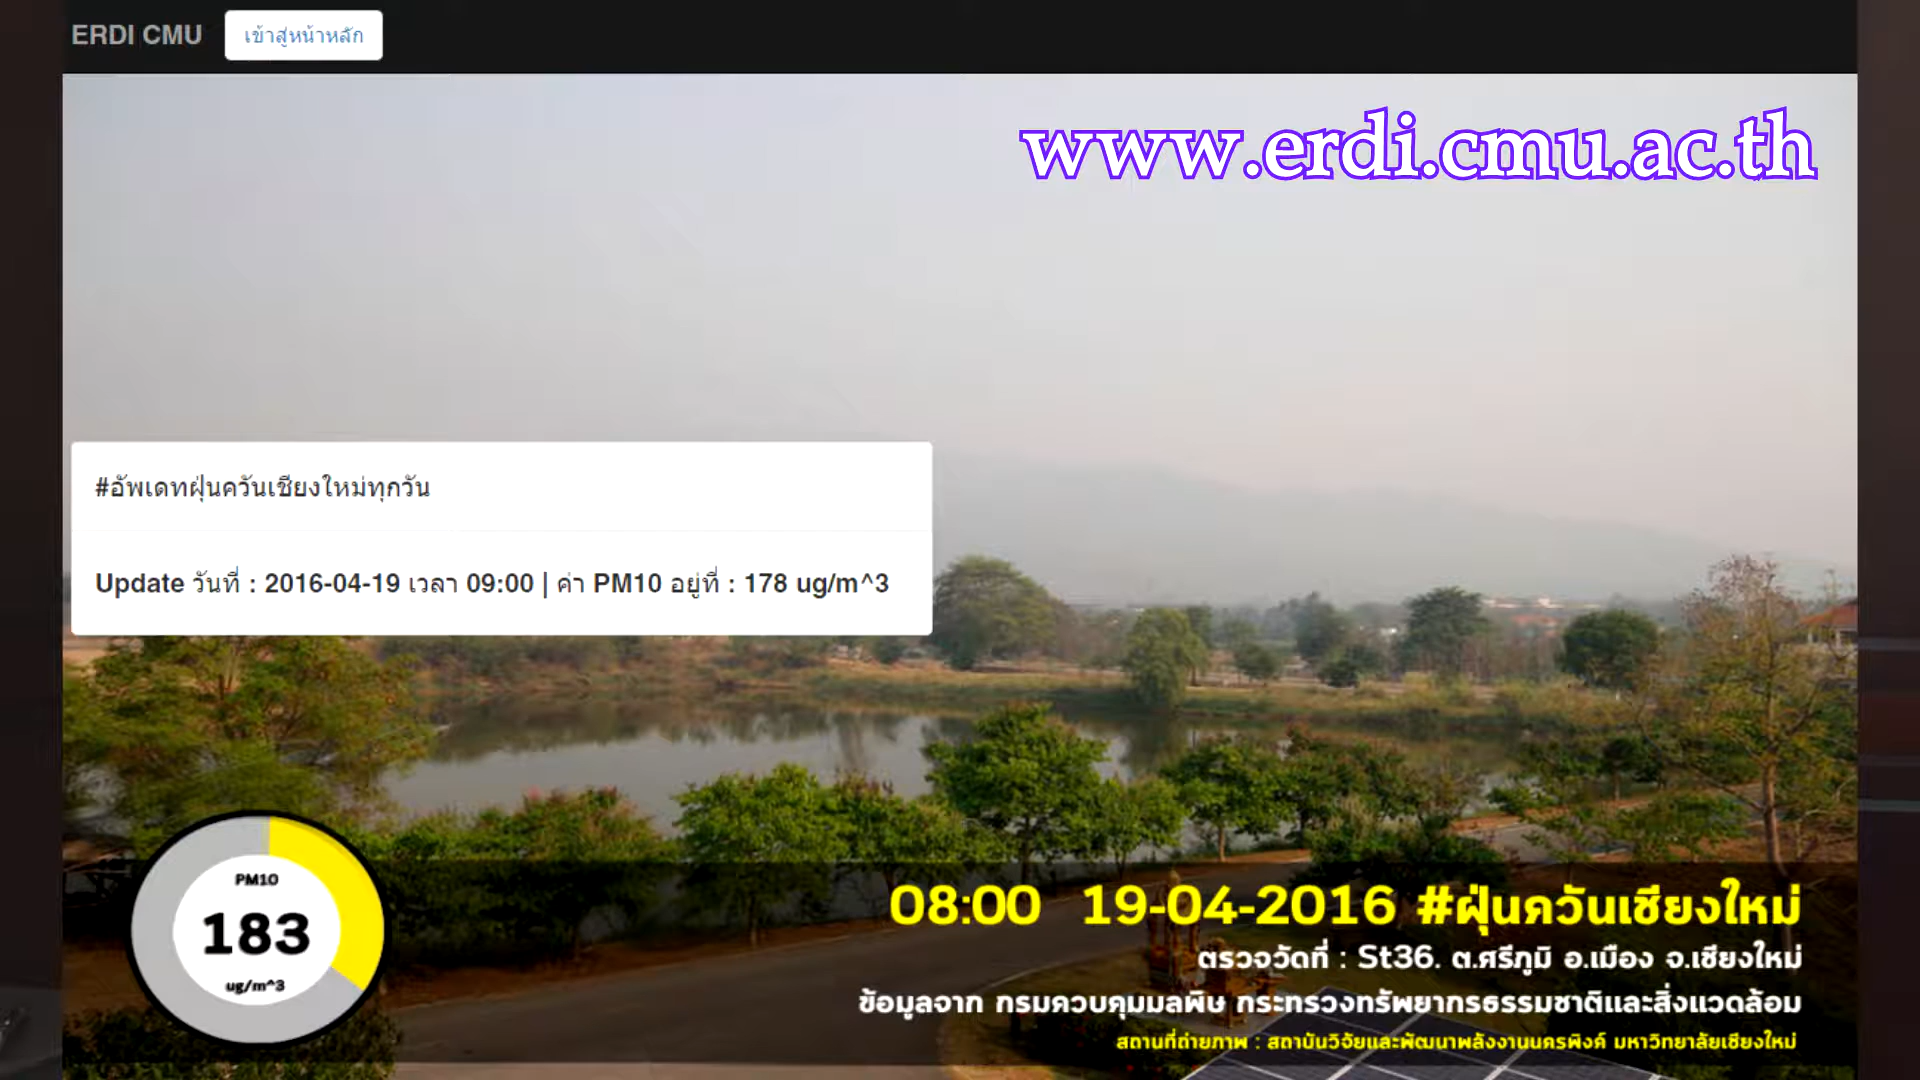 ERDI CMU เข้าสู่หน้าหลัก
www.erdi.cmu.ac.th
#อัพเดทฝุ่นควันเชียงใหม่ทุกวัน
Update วันที่ : 2016-04-19 เวลา 09:00 | ค่า PM10 อยู่ที่ : 178 ug/m^3
PM10
183
ug/m^3
08:00 19-04-2016 #ฝุ่นควันเชียงใหม่
ตรวจวัดที่ : St36. ต.ศรีภูมิ อ.เมือง จ.เชียงใหม่
ข้อมูลจาก กรมควบคุมมลพิษ กระทรวงทรัพยากรธรรมชาติและสิ่งแวดล้อม
สถานที่ถ่ายภาพ : สถาบันวิจัยและพัฒนาพลังงานนครพิงค์ มหาวิทยาลัยเชียงใหม่